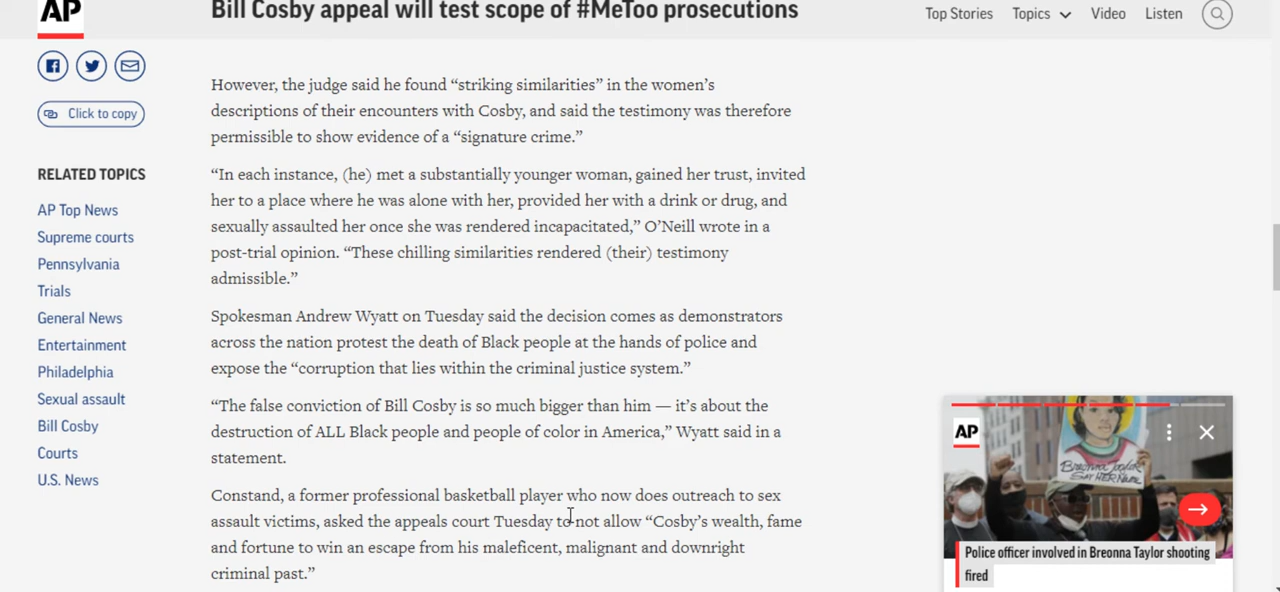 AP
Bill Cosby appeal will test scope of #MeToo prosecutions
Top Stories
Topics
Video
Listen
Click to copy
RELATED TOPICS
AP Top News
Supreme courts
Pennsylvania
Trials
General News
Entertainment
Philadelphia
Sexual assault
Bill Cosby
Courts
U.S. News
However, the judge said he found “striking similarities” in the women’s
descriptions of their encounters with Cosby, and said the testimony was therefore
permissible to show evidence of a “signature crime.”
“In each instance, (he) met a substantially younger woman, gained her trust, invited
her to a place where he was alone with her, provided her with a drink or drug, and
sexually assaulted her once she was rendered incapacitated,” O’Neill wrote in a
post-trial opinion. “These chilling similarities rendered (their) testimony
admissible.”
Spokesman Andrew Wyatt on Tuesday said the decision comes as demonstrators
across the nation protest the death of Black people at the hands of police and
expose the “corruption that lies within the criminal justice system.”
“The false conviction of Bill Cosby is so much bigger than him — it’s about the
destruction of ALL Black people and people of color in America,” Wyatt said in a
statement.
Constand, a former professional basketball player who now does outreach to sex
assault victims, asked the appeals court Tuesday to not allow “Cosby’s wealth, fame
and fortune to win an escape from his maleficent, malignant and downright
criminal past.”
AP
Breonna Taylor
SAY HER NAME
Police officer involved in Breonna Taylor shooting
fired